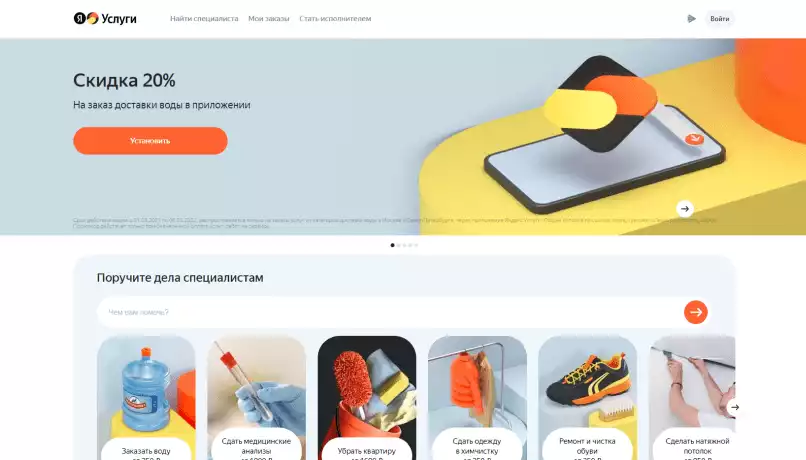 Я Услуги
Найти специалиста
Мои заказы
Стать исполнителем
Войти
Скидка 20%
На заказ доставки воды в приложении
Установить
Поручите дела специалистам
Чем вам помочь?
Заказать воду
Сдать медицинские
анализы
Убрать квартиру
Сдать одежду
в химчистку
Ремонт и чистка
обуви
Сделать натяжной
потолок